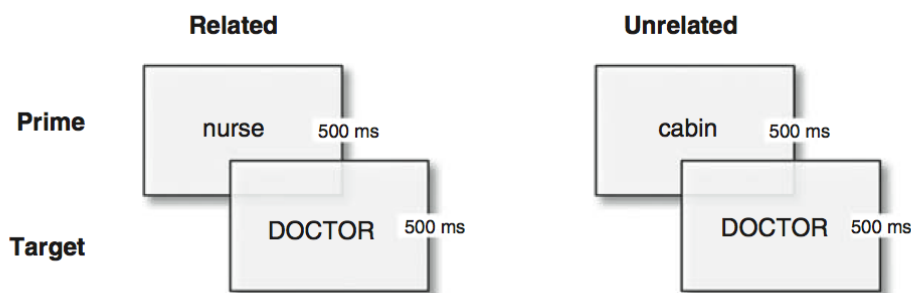 Related
Unrelated
Prime
nurse
500 ms
cabin
500 ms
Target
DOCTOR
500 ms
DOCTOR
500 ms